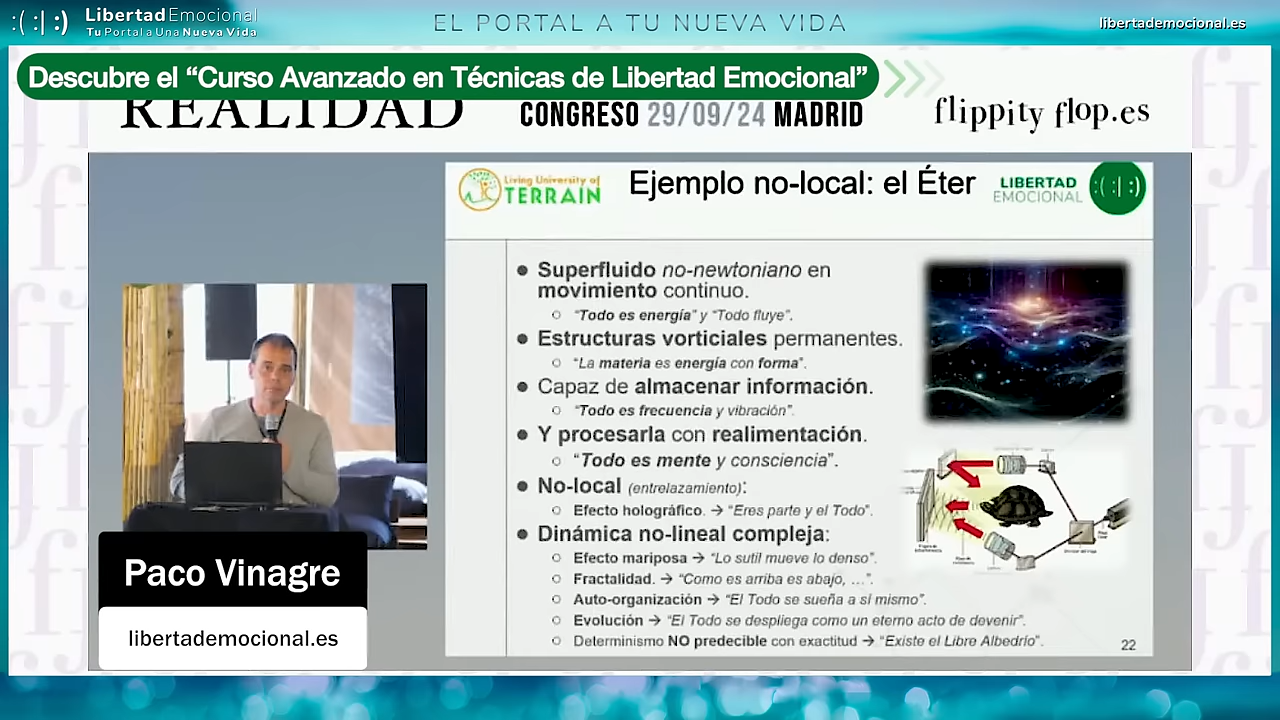 :(|:) Libertad Emocional
Tu Portal a Una Nueva Vida
EL PORTAL A TU NUEVA VIDA
libertademocional.es
Descubre el “Curso Avanzado en Técnicas de Libertad Emocional”
REALIDAD
CONGRESO 29/09/24 MADRID
flippity flop.es
Living University of
TERRAIN
Ejemplo no-local: el Éter
LIBERTAD
EMOCIONAL
:(|:)
● Superfluido no-newtoniano en
movimiento continuo.
○ “Todo es energía” y “Todo fluye”.
● Estructuras vorticiales permanentes.
○ “La materia es energía con forma”.
● Capaz de almacenar información.
○ “Todo es frecuencia y vibración”.
● Y procesarla con realimentación.
○ “Todo es mente y consciencia”.
● No-local (entrelazamiento):
○ Efecto holográfico. → “Eres parte y el Todo”.
● Dinámica no-lineal compleja:
○ Efecto mariposa → “Lo sutil mueve lo denso”.
○ Fractalidad. → “Como es arriba es abajo, …”.
○ Auto-organización → “El Todo se sueña a sí mismo”.
○ Evolución → “El Todo se despliega como un eterno acto de devenir”.
○ Determinismo NO predecible con exactitud → “Existe el Libre Albedrío”.
22
Paco Vinagre
libertademocional.es